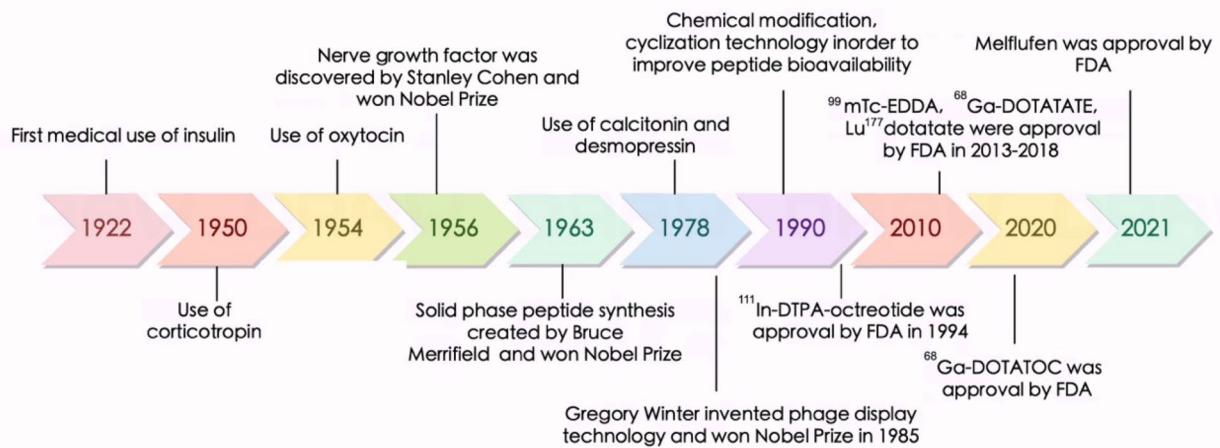 First medical use of insulin
Use of oxytocin
Nerve growth factor was
discovered by Stanley Cohen and
won Nobel Prize
Use of calcitonin and
desmopressin
Chemical modification,
cyclization technology inorder to
improve peptide bioavailability
⁹⁹mTc-EDDA, ⁶⁸Ga-DOTATATE,
Lu¹⁷⁷dotatate were approval
by FDA in 2013-2018
Melflufen was approval by
FDA
1922
1950
1954
1956
1963
1978
1990
2010
2020
2021
Use of
corticotropin
Solid phase peptide synthesis
created by Bruce
Merrifield and won Nobel Prize
Gregory Winter invented phage display
technology and won Nobel Prize in 1985
¹¹¹In-DTPA-octreotide was
approval by FDA in 1994
⁶⁸Ga-DOTATOC was
approval by FDA